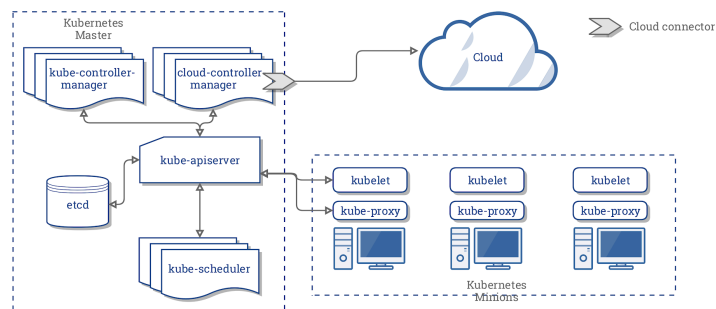 Kubernetes
Master
kube-controller-
manager
cloud-controller
manager
Cloud
Cloud connector
kube-apiserver
etcd
kube-scheduler
kubelet
kubelet
kubelet
kube-proxy
kube-proxy
kube-proxy
Kubernetes
Minions